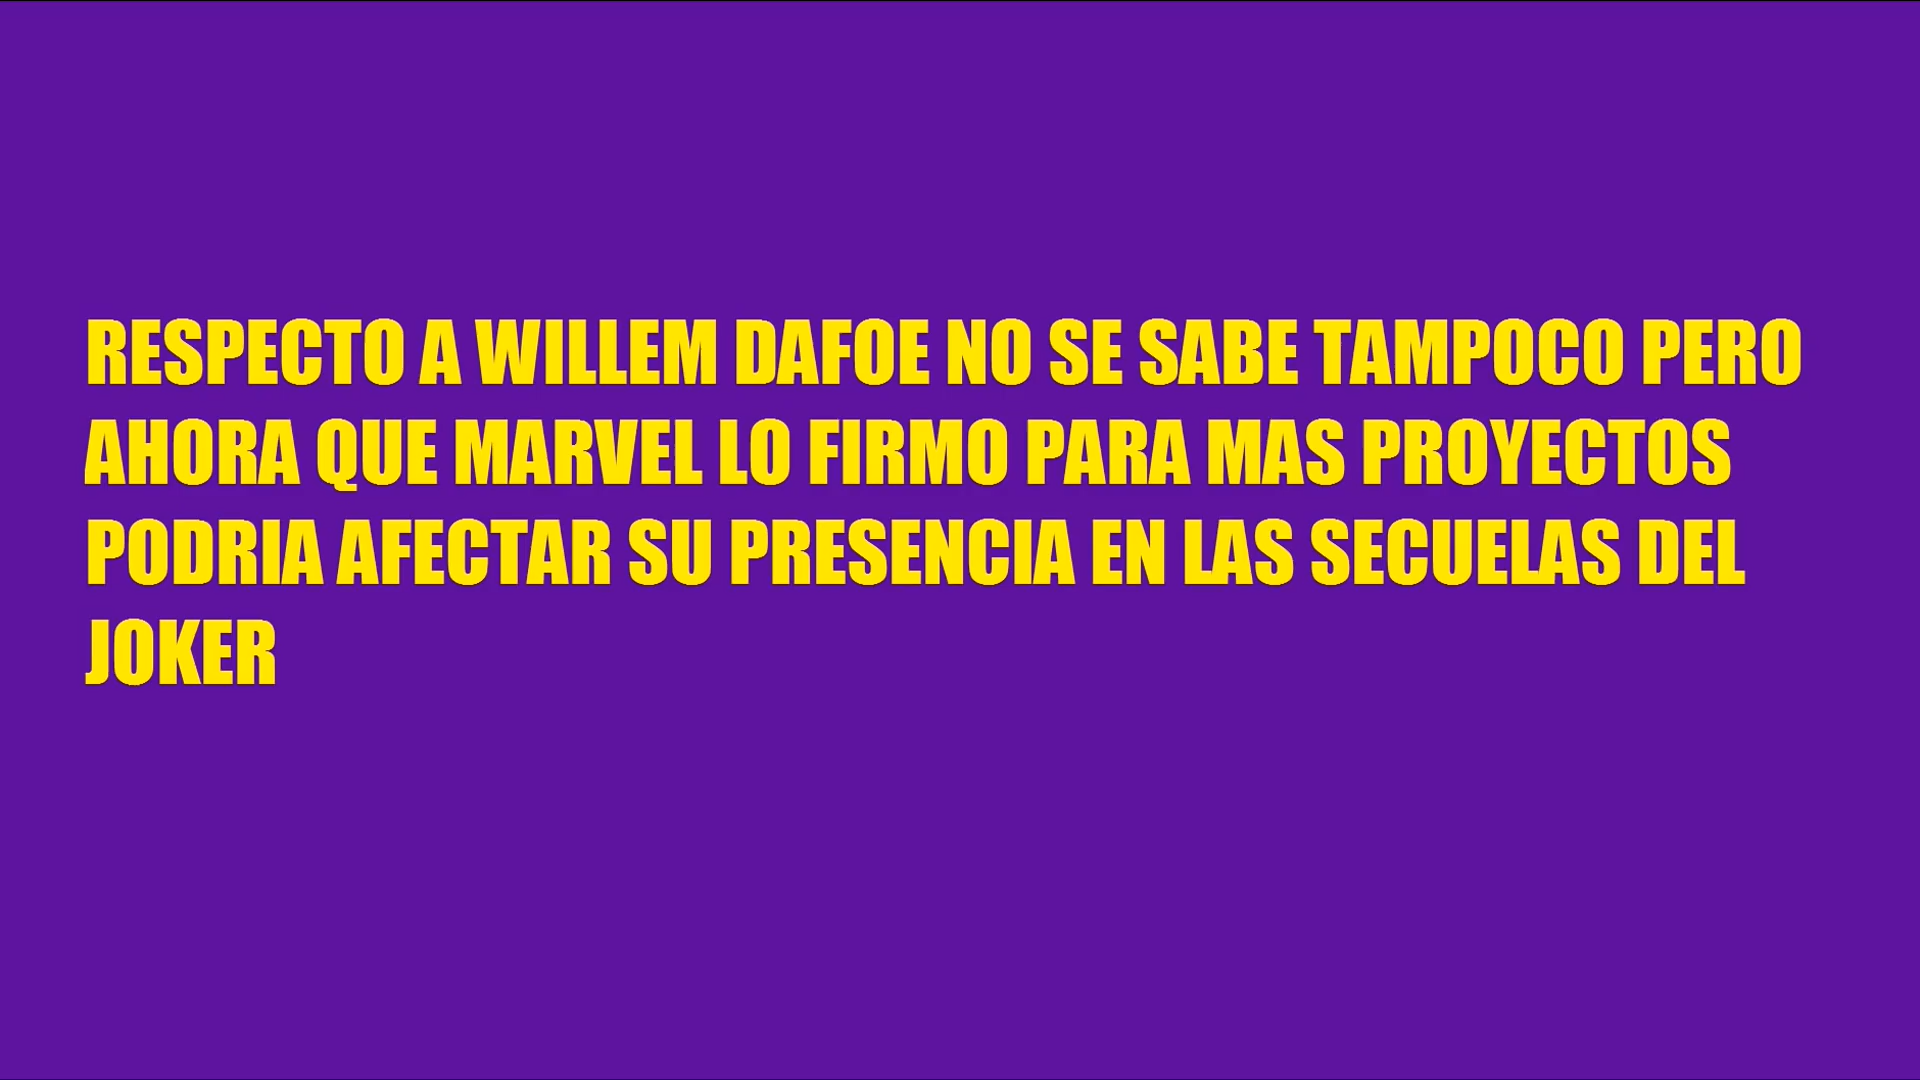 RESPECTO A WILLEM DAFOE NO SE SABE TAMPOCO PERO
AHORA QUE MARVEL LO FIRMO PARA MAS PROYECTOS
PODRIA AFECTAR SU PRESENCIA EN LAS SECUELAS DEL
JOKER